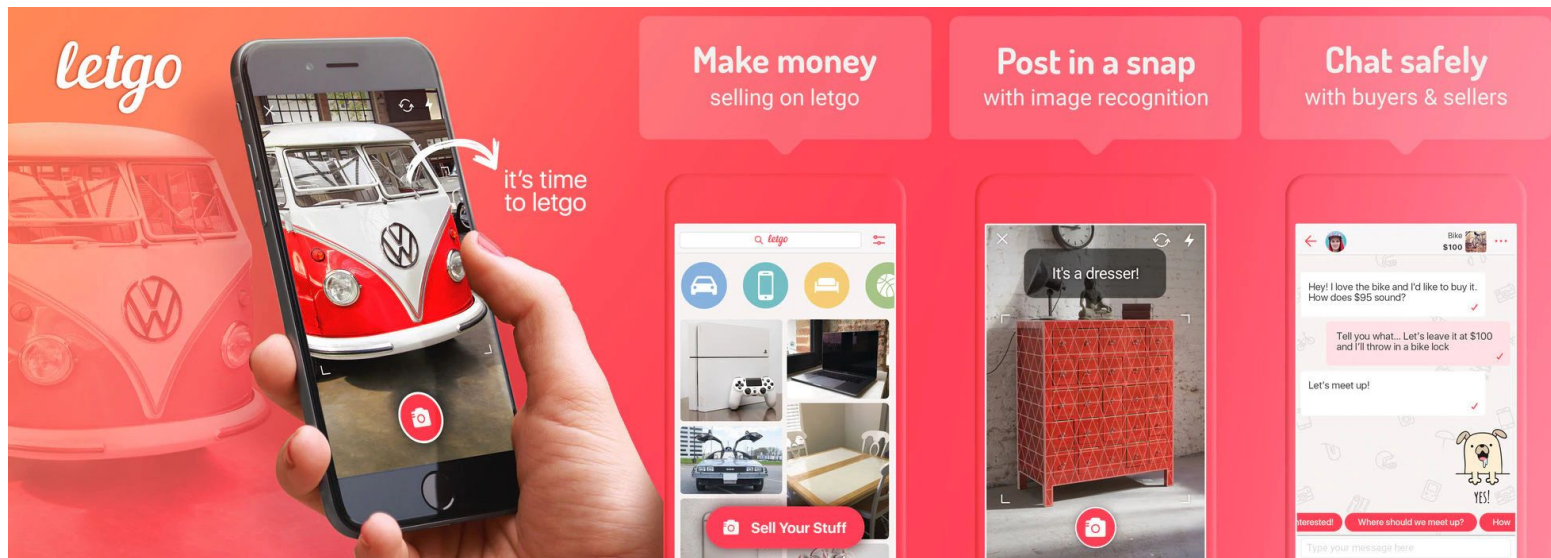 letgo
it's time
to letgo
Make money
selling on letgo
letgo
Sell Your Stuff
Post in a snap
with image recognition
It's a dresser!
Chat safely
with buyers & sellers
Bike
$100
Hey! I love the bike and I'd like to buy it.
How does $95 sound?
Tell you what... Let's leave it at $100
and I'll throw in a bike lock
Let's meet up!
YES!
nterested!
Where should we meet up?
How
Type your message here